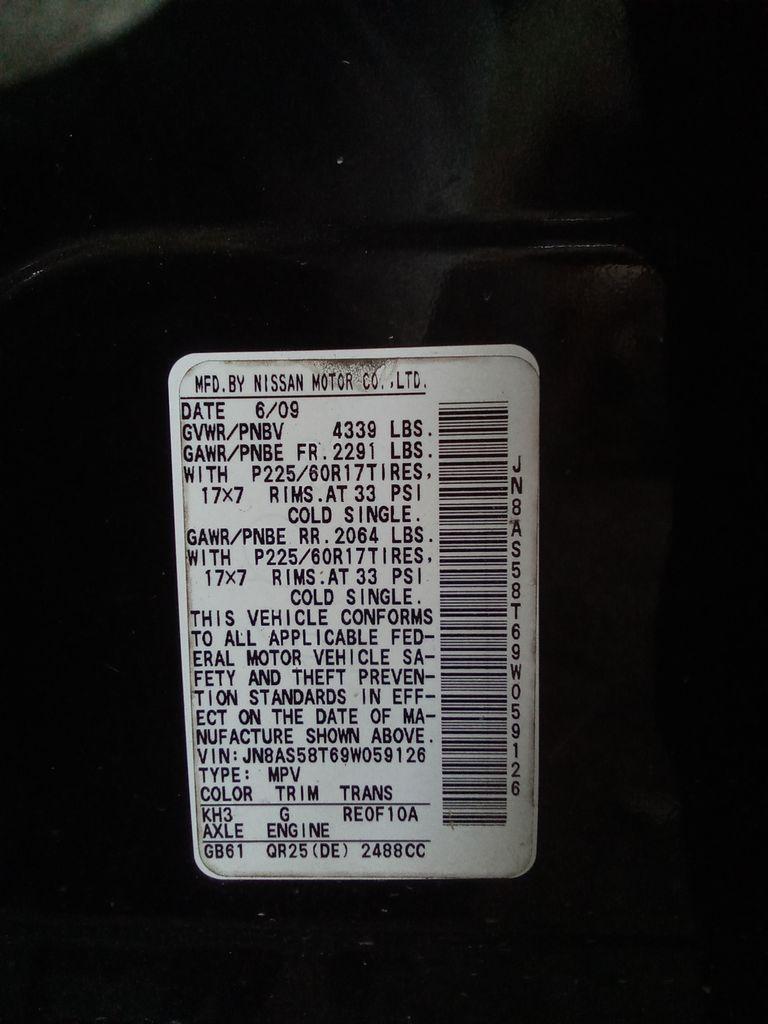 MFD.BY NISSAN MOTOR CO.,LTD.
DATE 6/09
GVWR/PNBV 4339 LBS.
GAWR/PNBE FR.2291 LBS.
WITH P225/60R17TIRES,
17×7 RIMS.AT 33 PSI
COLD SINGLE.
GAWR/PNBE RR.2064 LBS.
WITH P225/60R17TIRES,
17×7 RIMS.AT 33 PSI
COLD SINGLE.
THIS VEHICLE CONFORMS
TO ALL APPLICABLE FED-
ERAL MOTOR VEHICLE SA-
FETY AND THEFT PREVEN-
TION STANDARDS IN EFF-
ECT ON THE DATE OF MA-
NUFACTURE SHOWN ABOVE.
VIN:JN8AS58T69W059126
TYPE: MPV
COLOR TRIM TRANS
KH3 G RE0F10A
AXLE ENGINE
GB61 QR25(DE) 2488CC
JN8AS58T69W059126